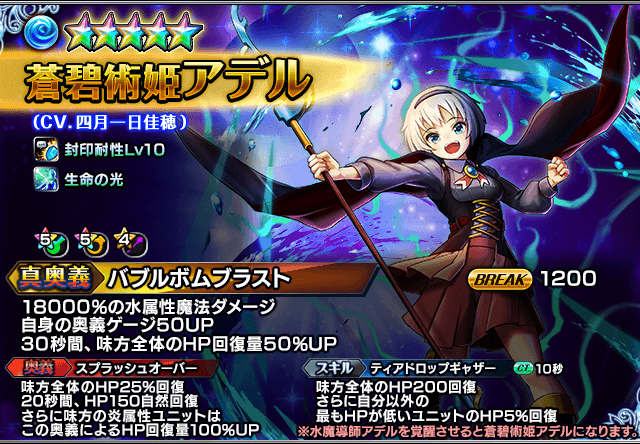 蒼碧術姫アデル
(CV.四月一日佳穂)
封印耐性Lv10
生命の光
5 5 4
真奥義 バブルボムブラスト
BREAK 1200
18000%の水属性魔法ダメージ
自身の奥義ゲージ50UP
30秒間、味方全体のHP回復量50%UP
奥義 スプラッシュオーバー
味方全体のHP25%回復
20秒間、HP150自然回復
さらに味方の炎属性ユニットは
この奥義によるHP回復量100%UP
スキル ティアドロップギャザー CT 10秒
味方全体のHP200回復
さらに自分以外の
最もHPが低いユニットのHP5%回復
※水魔導師アデルを覚醒させると蒼碧術姫アデルになります。